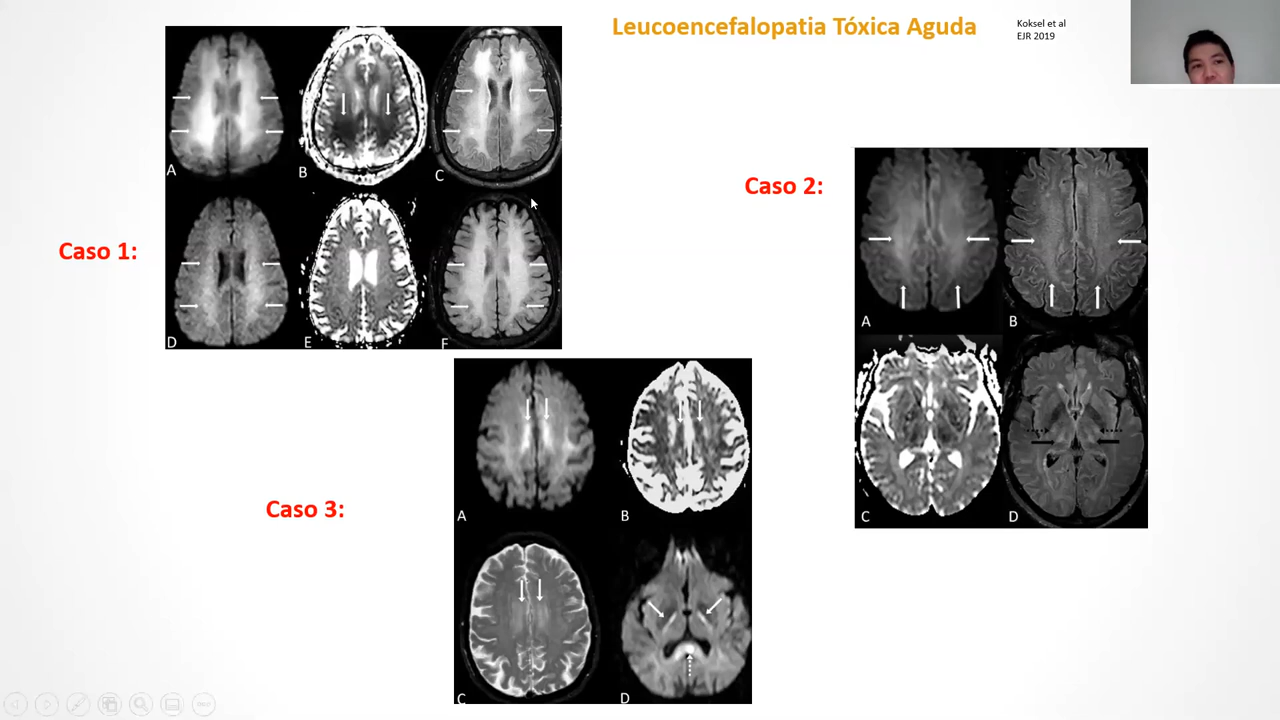 Leucoencefalopatia Tóxica Aguda
Koksel et al
EJR 2019
Caso 1:
A
B
C
D
E
F
Caso 2:
A
B
C
D
Caso 3:
A
B
C
D